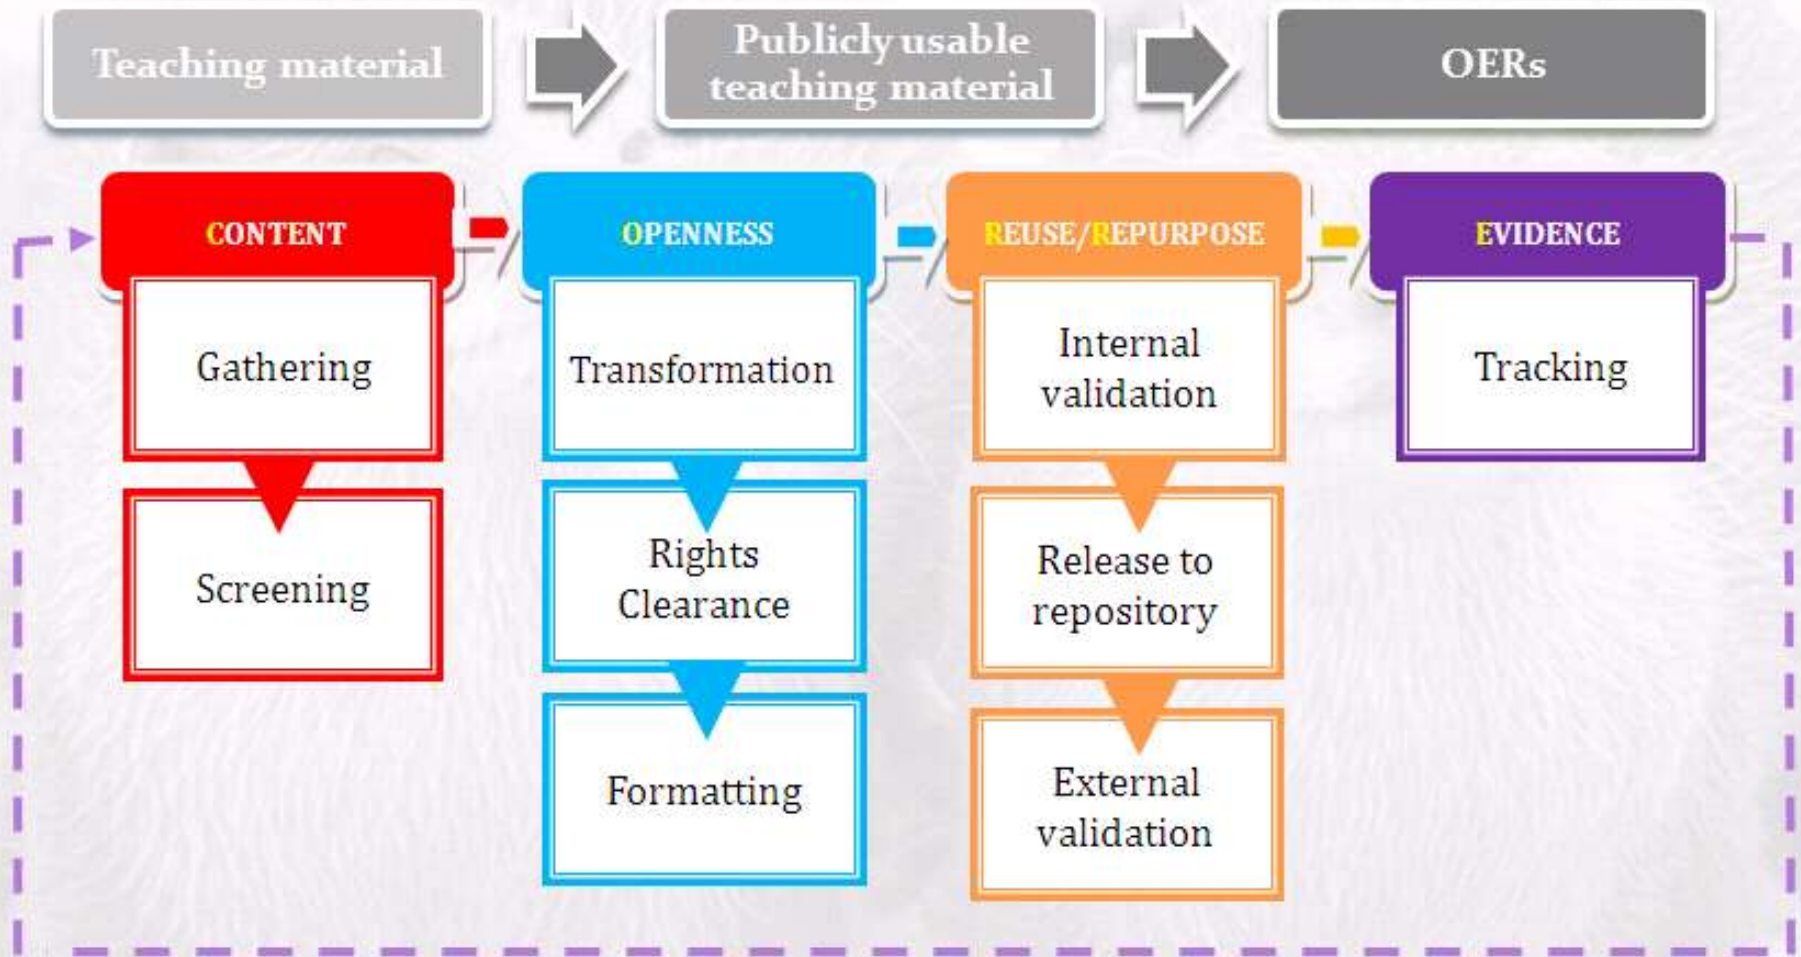 Teaching material
Publicly usable
teaching material
OERs
CONTENT
OPENNESS
REUSE/REPURPOSE
EVIDENCE
Gathering
Screening
Transformation
Rights
Clearance
Formatting
Internal
validation
Release to
repository
External
validation
Tracking